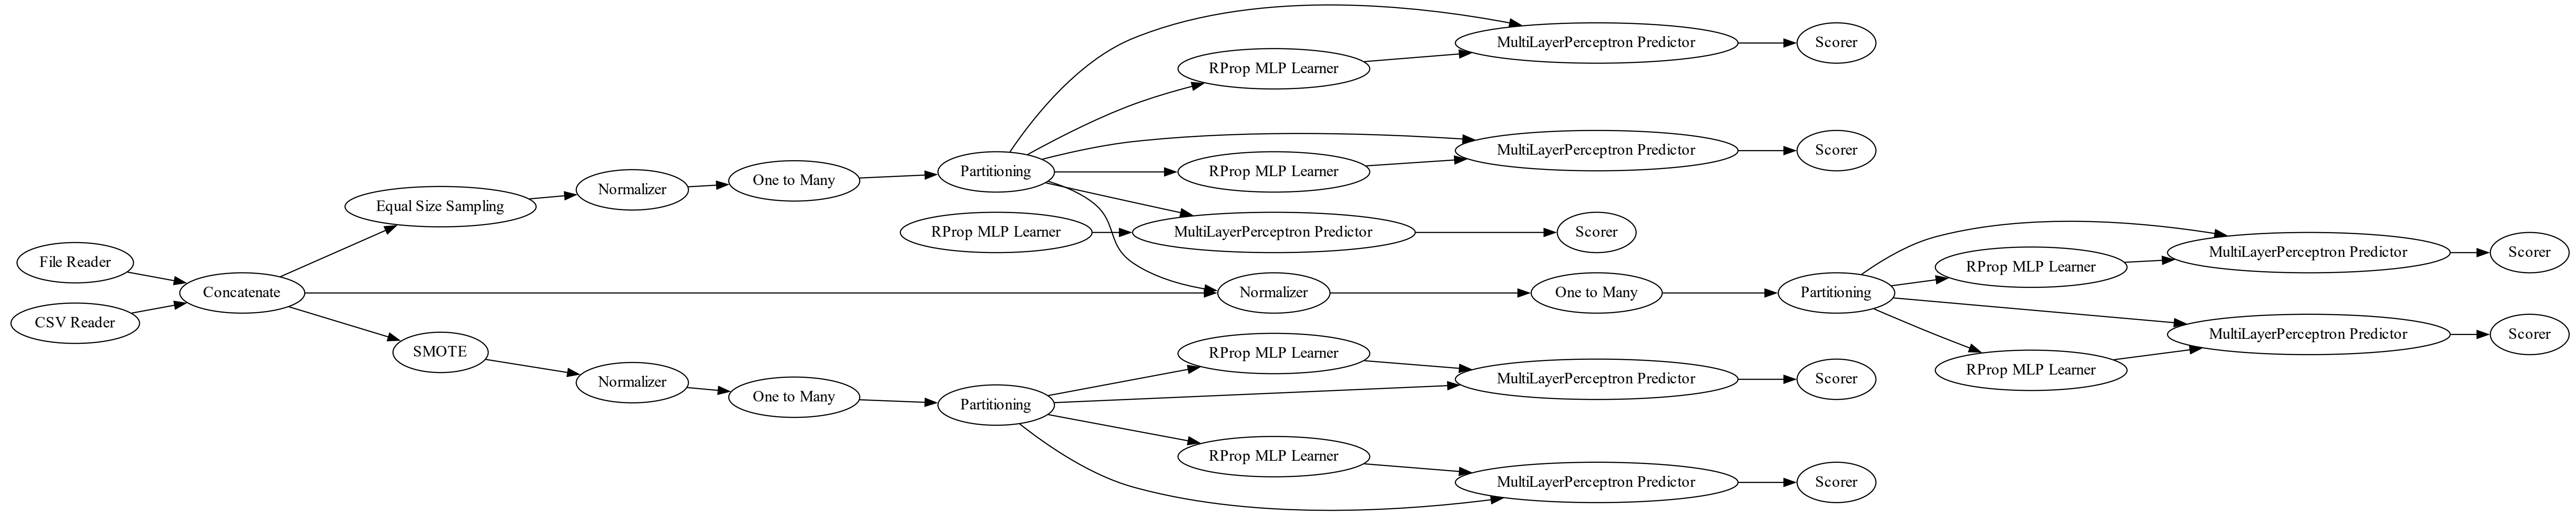 MultiLayerPerceptron Predictor
Scorer
RProp MLP Learner
MultiLayerPerceptron Predictor
Scorer
RProp MLP Learner
Partitioning
One to Many
Normalizer
Equal Size Sampling
RProp MLP Learner
MultiLayerPerceptron Predictor
Scorer
File Reader
Concatenate
CSV Reader
Normalizer
One to Many
Partitioning
RProp MLP Learner
MultiLayerPerceptron Predictor
Scorer
MultiLayerPerceptron Predictor
Scorer
RProp MLP Learner
SMOTE
Normalizer
One to Many
Partitioning
RProp MLP Learner
MultiLayerPerceptron Predictor
Scorer
RProp MLP Learner
MultiLayerPerceptron Predictor
Scorer